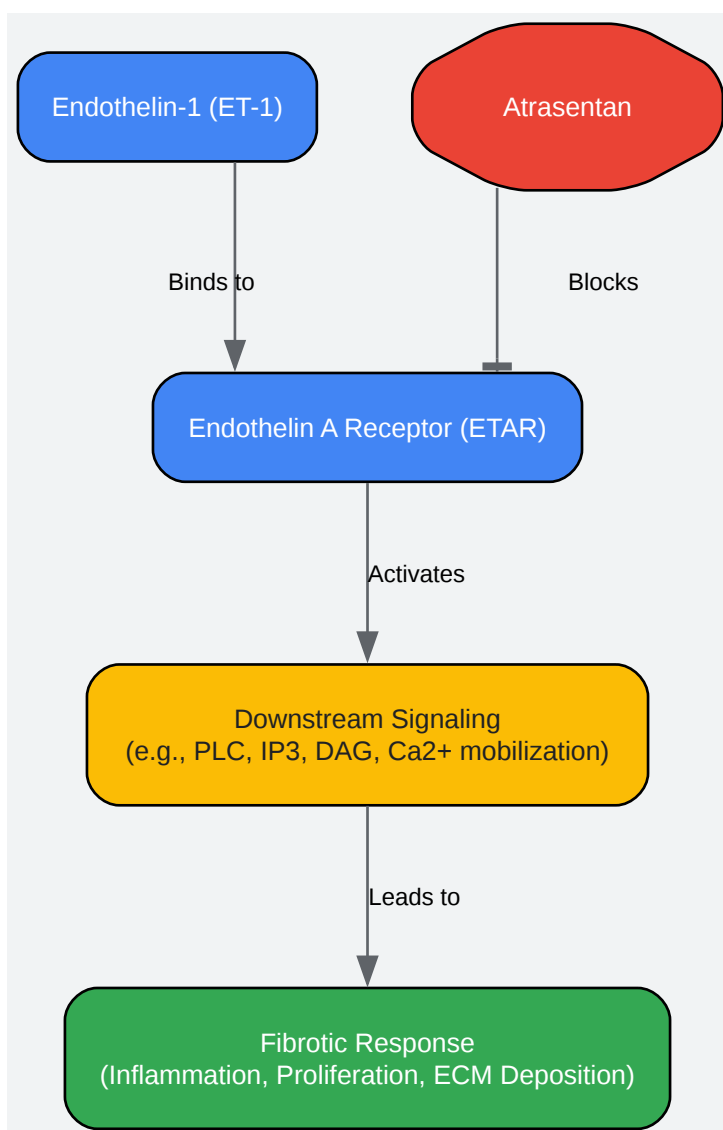 Endothelin-1 (ET-1)
Atrasentan
Binds to
Blocks
Endothelin A Receptor (ETAR)
Activates
Downstream Signaling
(e.g., PLC, IP3, DAG, Ca2+ mobilization)
Leads to
Fibrotic Response
(Inflammation, Proliferation, ECM Deposition)